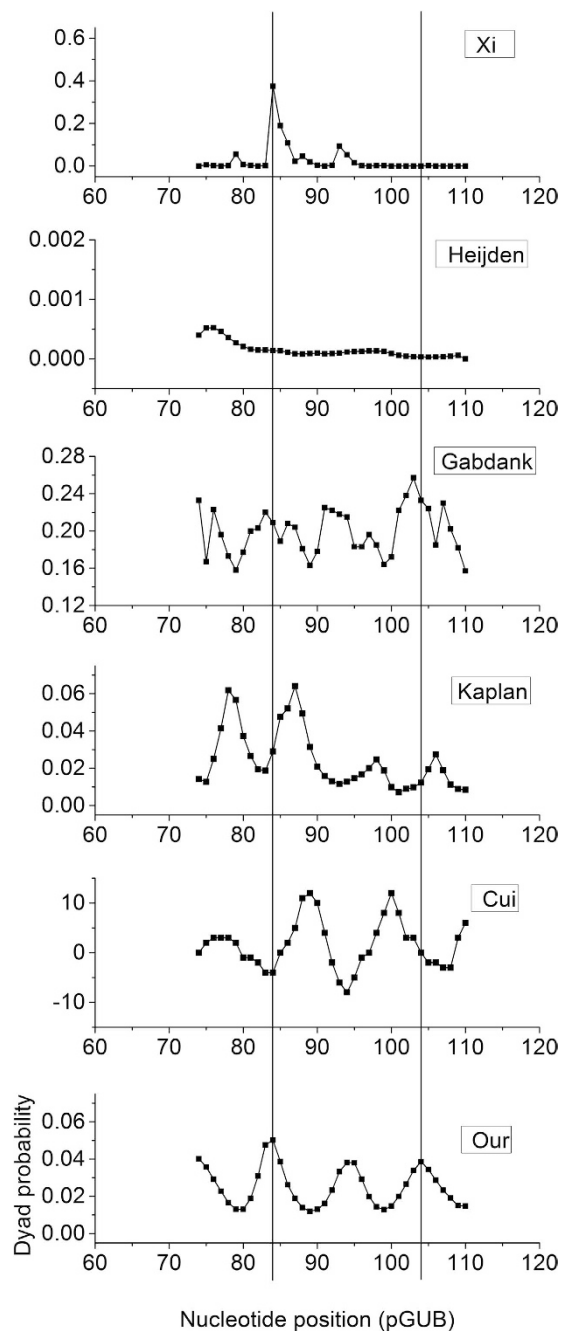 Xi
0.6
0.4
0.2
0.0
60 70 80 90 100 110 120
Heijden
0.002
0.001
0.000
60 70 80 90 100 110 120
Gabdank
0.28
0.24
0.20
0.16
0.12
60 70 80 90 100 110 120
Kaplan
0.06
0.04
0.02
0.00
60 70 80 90 100 110 120
Cui
10
0
-10
60 70 80 90 100 110 120
Our
Dyad probability
0.06
0.04
0.02
0.00
60 70 80 90 100 110 120
Nucleotide position (pGUB)